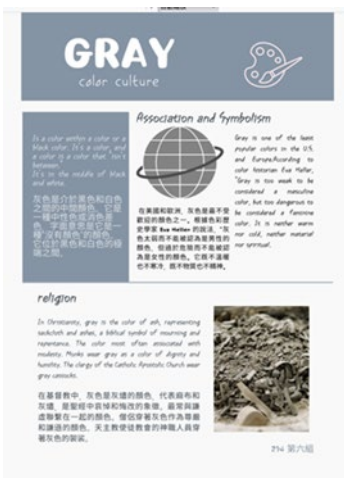 GRAY
color culture
Is a color within a color or a
black color. It's a color, and
a color is a color that "isn't
between."
It's in the middle of black
and white.
灰色是介於黑色和白色
之間的中間顏色。它是
一種中性色或消色差
色，字面意思是它是一
種"沒有顏色"的顏色。
它位於黑色和白色的極
端之間。
Association and Symbolism
在美國和歐洲，灰色是最不受
歡迎的顏色之一。根據色彩歷
史學家 Eva Heller 的說法，"灰
色太弱而不能被認為是男性的
顏色，但過於危險而不能被認
為是女性的顏色。它既不溫暖
也不寒冷，既不物質也不精神。
Gray is one of the least
popular colors in the U.S.
and Europe.According to
color historian Eva Heller,
"Gray is too weak to be
considered a masculine
color, but too dangerous to
be considered a feminine
color. It is neither warm
nor cold, neither material
nor spiritual.
religion
In Christianity, gray is the color of ash, representing
sackcloth and ashes, a biblical symbol of mourning and
repentance. The color most often associated with
modesty. Monks wear gray as a color of dignity and
humility. The clergy of the Catholic Apostolic Church wear
gray cassocks.
在基督教中，灰色是灰燼的顏色，代表麻布和
灰燼，是聖經中哀悼和悔改的象徵。最常與謙
虛聯繫在一起的顏色。僧侶穿著灰色作為尊嚴
和謙遜的顏色。天主教使徒教會的神職人員穿
著灰色的袈裟。
214 第六組